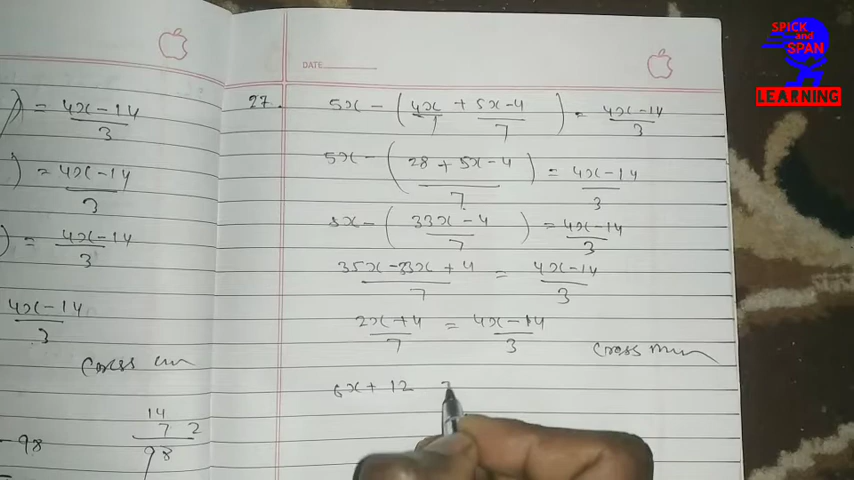 ) = 4x-14/3
) = 4x-14/3
) = 4x-14/3
4x-14/3
Cross
14
7 2
-98
98
DATE
27. 5x - (4x/1 + 5x-4/7) = 4x-14/3
5x - (28 + 5x-4/7) = 4x-14/3
5x - (33x-4/7) = 4x-14/3
35x-33x+4/7 = 4x-14/3
2x+4/7 = 4x-14/3
Cross
6x+12 =
SPICK
and
SPAN
LEARNING